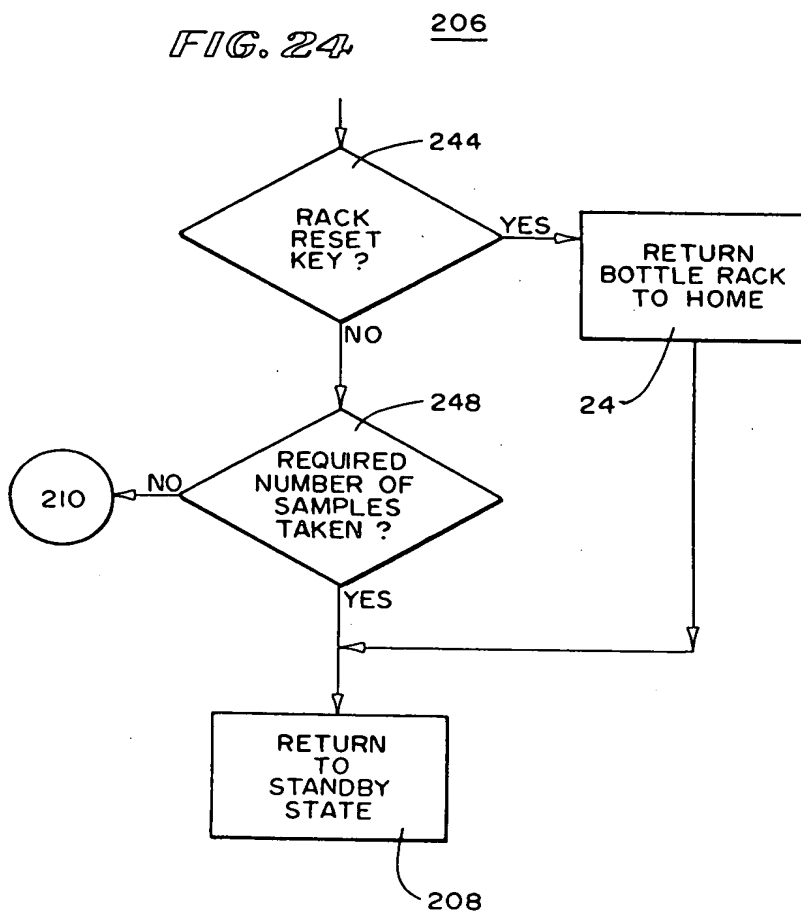 FIG. 24
206
244
RACK
RESET
KEY ?
YES
RETURN
BOTTLE RACK
TO HOME
NO
24
248
REQUIRED
NUMBER OF
SAMPLES
TAKEN ?
NO
210
YES
RETURN
TO
STANDBY
STATE
208